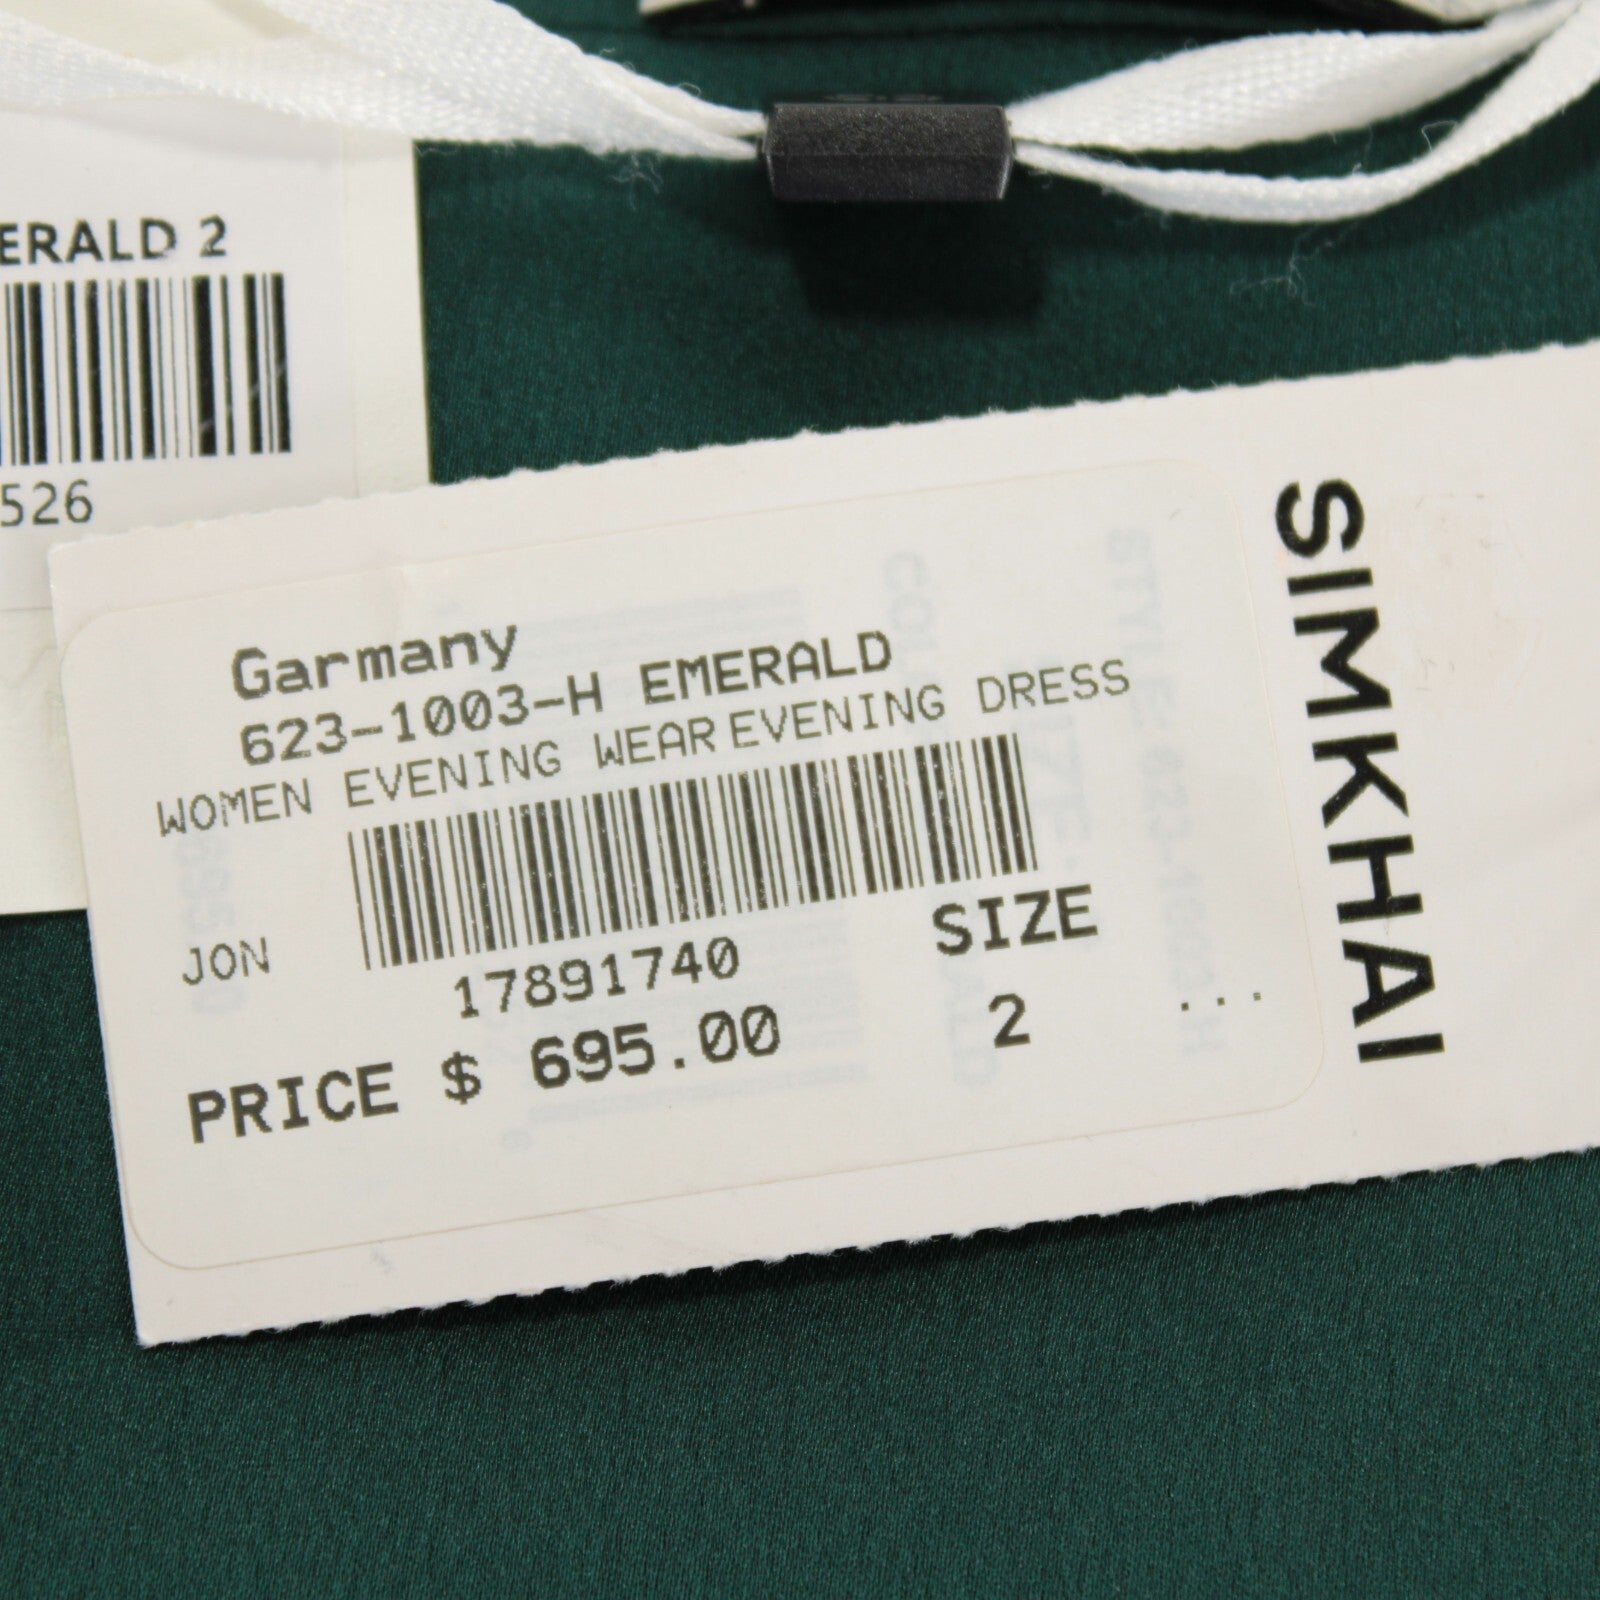 ERALD 2
526
Garmany
623-1003-H EMERALD
WOMEN EVENING WEAR EVENING DRESS
JON
17891740
SIZE
PRICE $ 695.00
2
...
SIMKHAI